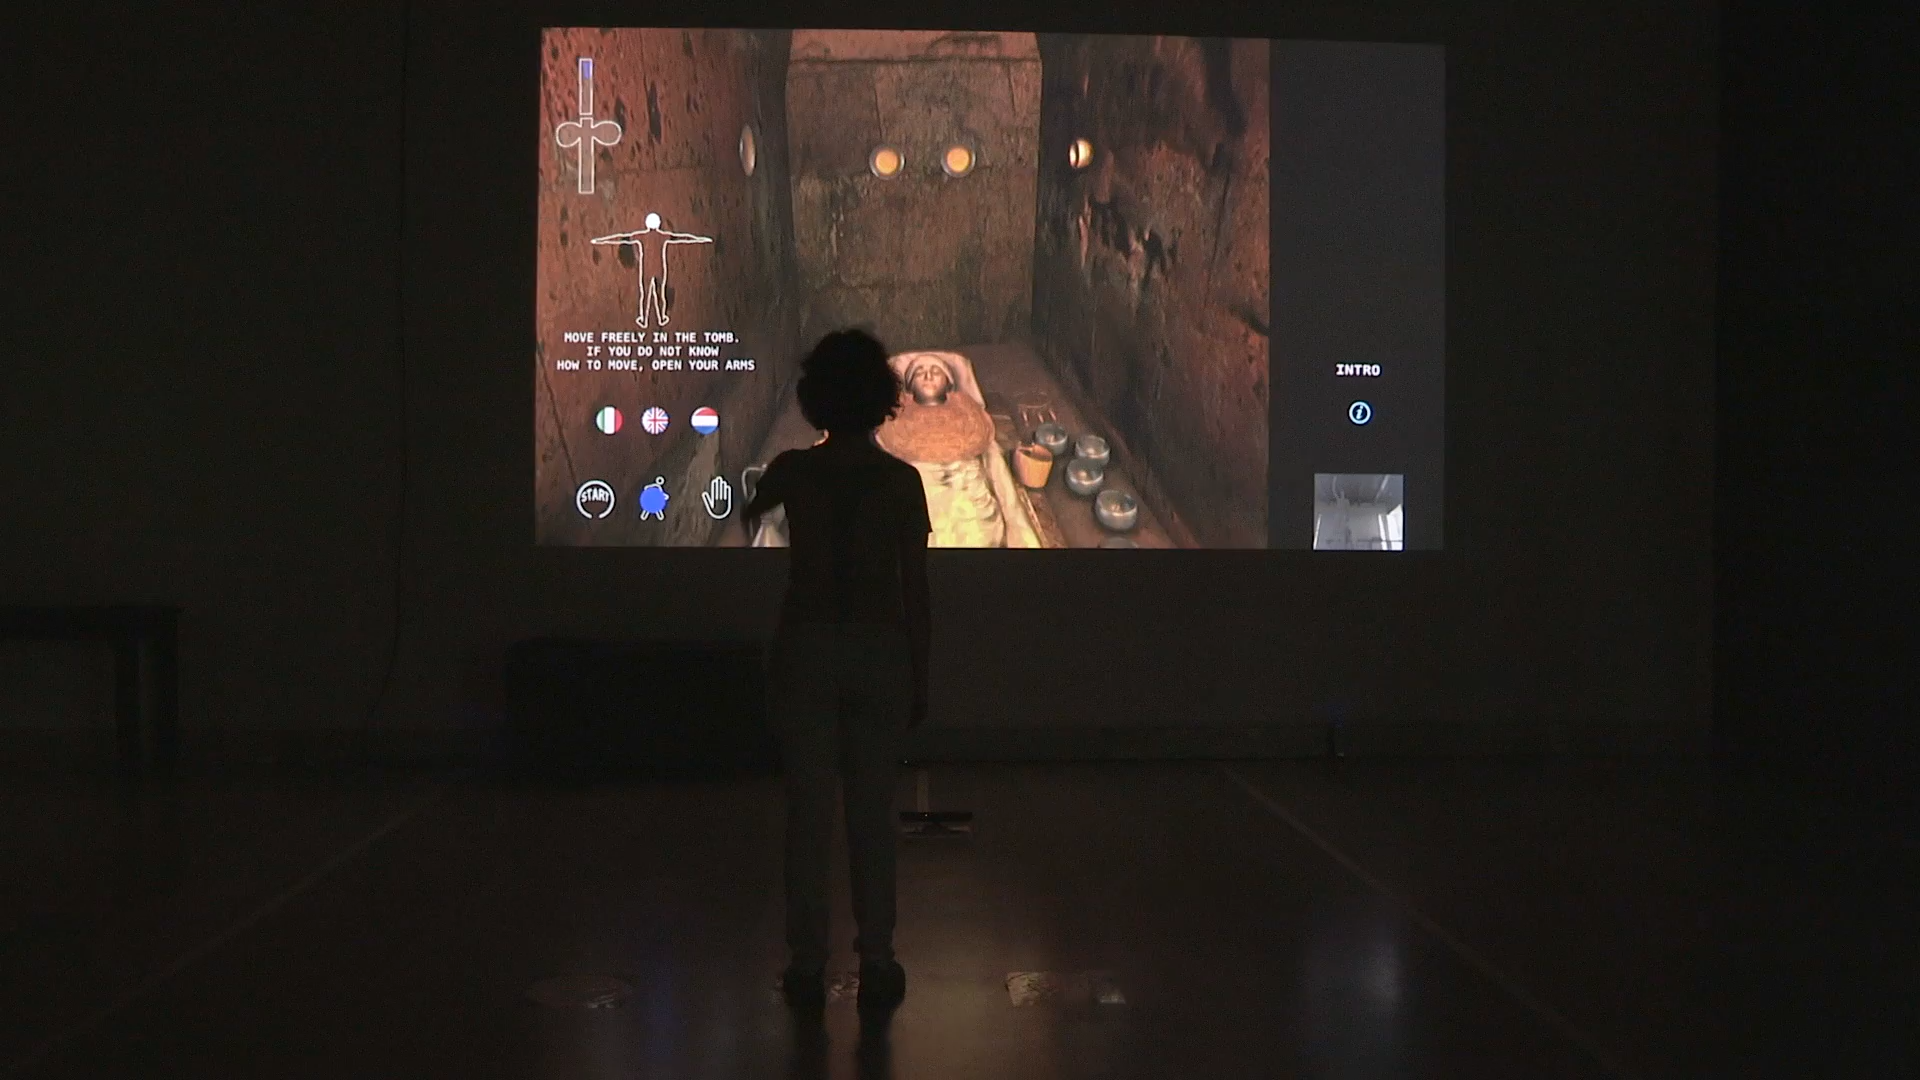 MOVE FREELY IN THE TOMB.
IF YOU DO NOT KNOW
HOW TO MOVE, OPEN YOUR ARMS
START
INTRO
i